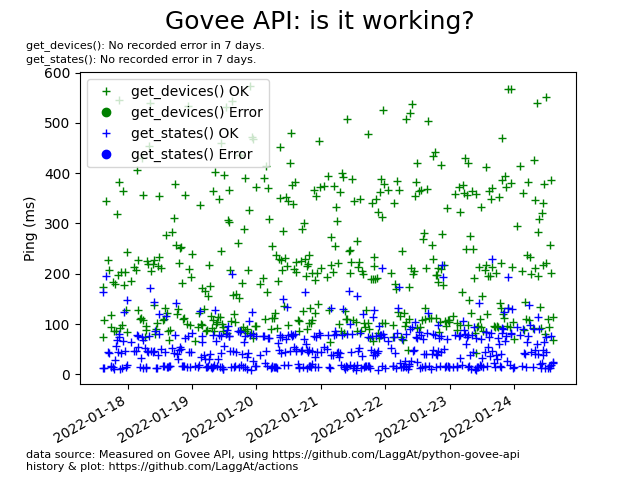 Govee API: is it working?
get_devices(): No recorded error in 7 days.
get_states(): No recorded error in 7 days.
get_devices() OK
get_devices() Error
get_states() OK
get_states() Error
Ping (ms)
600
500
400
300
200
100
0
2022-01-18
2022-01-19
2022-01-20
2022-01-21
2022-01-22
2022-01-23
2022-01-24
data source: Measured on Govee API, using https://github.com/LaggAt/python-govee-api
history & plot: https://github.com/LaggAt/actions